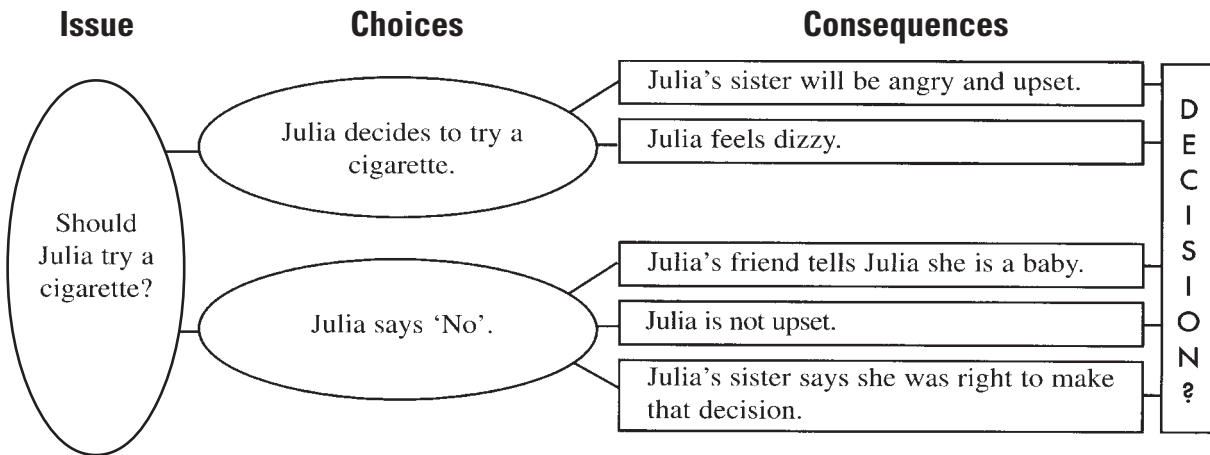 Issue
Choices
Consequences
Should
Julia try a
cigarette?
Julia decides to try a
cigarette.
Julia says ‘No’.
Julia’s sister will be angry and upset.
Julia feels dizzy.
Julia’s friend tells Julia she is a baby.
Julia is not upset.
Julia’s sister says she was right to make
that decision.
DECISION?